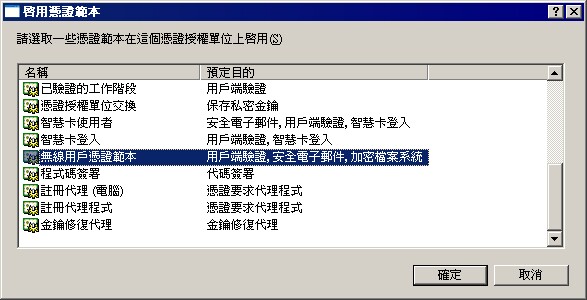 啓用憑證範本
請選取一些憑證範本在這個憑證授權單位上啓用(S)
名稱 預定目的
已驗證的工作階段 用戶端驗證
憑證授權單位交換 保存私密金鑰
智慧卡使用者 安全電子郵件, 用戶端驗證, 智慧卡登入
智慧卡登入 用戶端驗證, 智慧卡登入
無線用戶憑證範本 用戶端驗證, 安全電子郵件, 加密檔案系統
程式碼簽署 代碼簽署
註冊代理 (電腦) 憑證要求代理程式
註冊代理程式 憑證要求代理程式
金鑰修復代理 金鑰修復代理
確定 取消